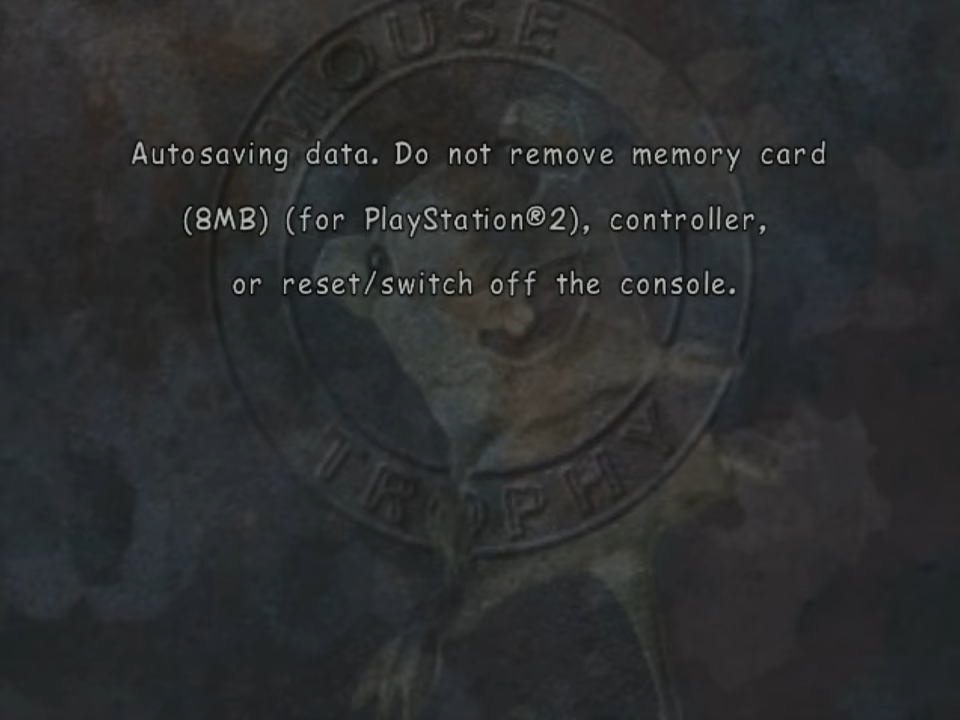 MOUSE
Autosaving data. Do not remove memory card
(8MB) (for PlayStation®2), controller,
or reset/switch off the console.
TROPHY